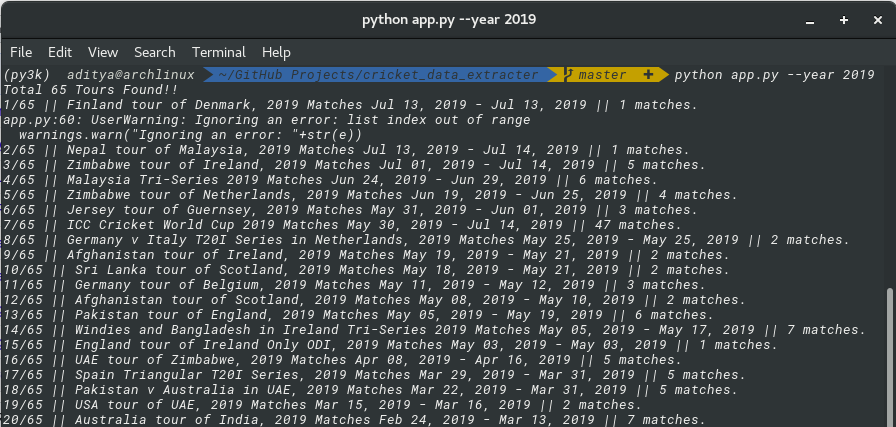 python app.py --year 2019
File Edit View Search Terminal Help
(py3k) aditya@archlinux ~/GitHub Projects/cricket_data_extracter master + python app.py --year 2019
Total 65 Tours Found!!
1/65 || Finland tour of Denmark, 2019 Matches Jul 13, 2019 - Jul 13, 2019 || 1 matches.
app.py:60: UserWarning: Ignoring an error: list index out of range
warnings.warn("Ignoring an error: "+str(e))
2/65 || Nepal tour of Malaysia, 2019 Matches Jul 13, 2019 - Jul 14, 2019 || 1 matches.
3/65 || Zimbabwe tour of Ireland, 2019 Matches Jul 01, 2019 - Jul 14, 2019 || 5 matches.
4/65 || Malaysia Tri-Series 2019 Matches Jun 24, 2019 - Jun 29, 2019 || 6 matches.
5/65 || Zimbabwe tour of Netherlands, 2019 Matches Jun 19, 2019 - Jun 25, 2019 || 4 matches.
6/65 || Jersey tour of Guernsey, 2019 Matches May 31, 2019 - Jun 01, 2019 || 3 matches.
7/65 || ICC Cricket World Cup 2019 Matches May 30, 2019 - Jul 14, 2019 || 47 matches.
8/65 || Germany v Italy T20I Series in Netherlands, 2019 Matches May 25, 2019 - May 25, 2019 || 2 matches.
9/65 || Afghanistan tour of Ireland, 2019 Matches May 19, 2019 - May 21, 2019 || 2 matches.
10/65 || Sri Lanka tour of Scotland, 2019 Matches May 18, 2019 - May 21, 2019 || 2 matches.
11/65 || Germany tour of Belgium, 2019 Matches May 11, 2019 - May 12, 2019 || 3 matches.
12/65 || Afghanistan tour of Scotland, 2019 Matches May 08, 2019 - May 10, 2019 || 2 matches.
13/65 || Pakistan tour of England, 2019 Matches May 05, 2019 - May 19, 2019 || 6 matches.
14/65 || Windies and Bangladesh in Ireland Tri-Series 2019 Matches May 05, 2019 - May 17, 2019 || 7 matches.
15/65 || England tour of Ireland Only ODI, 2019 Matches May 03, 2019 - May 03, 2019 || 1 matches.
16/65 || UAE tour of Zimbabwe, 2019 Matches Apr 08, 2019 - Apr 16, 2019 || 5 matches.
17/65 || Spain Triangular T20I Series, 2019 Matches Mar 29, 2019 - Mar 31, 2019 || 5 matches.
18/65 || Pakistan v Australia in UAE, 2019 Matches Mar 22, 2019 - Mar 31, 2019 || 5 matches.
19/65 || USA tour of UAE, 2019 Matches Mar 15, 2019 - Mar 16, 2019 || 2 matches.
20/65 || Australia tour of India, 2019 Matches Feb 24, 2019 - Mar 13, 2019 || 7 matches.